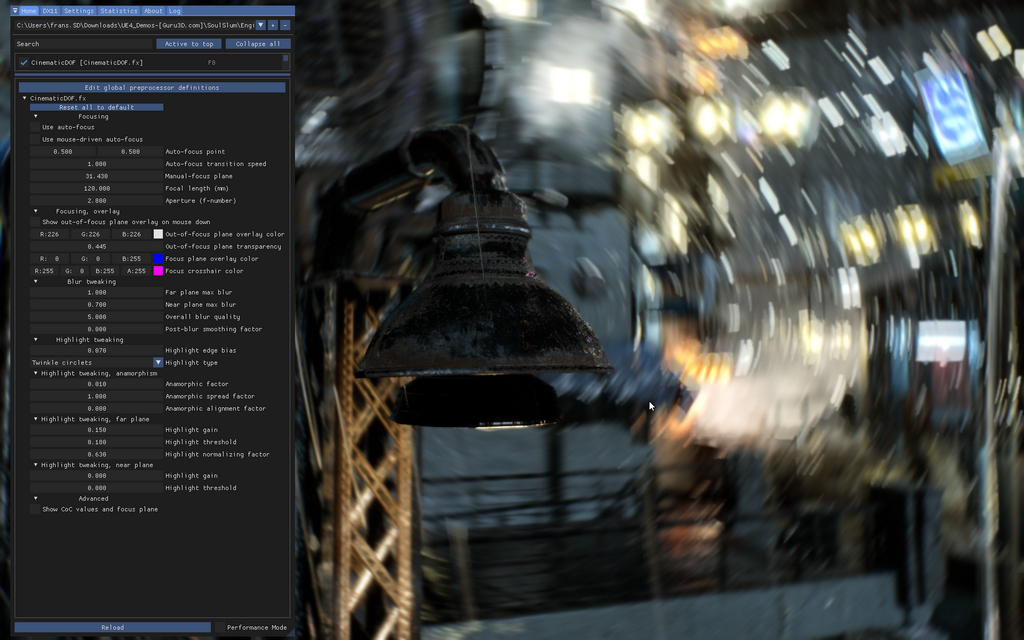 Home DX11 Settings Statistics About Log
C:\Users\frans.SD\Downloads\UE4_Demos-[Guru3D.com]\SoulSlum\Engi + -
Search Active to top Collapse all
CinematicDOF [CinematicDOF.fx] F8
Edit global preprocessor definitions
CinematicDOF.fx
Reset all to default
Focusing
Use auto-focus
Use mouse-driven auto-focus
0.500 0.500 Auto-focus point
1.000 Auto-focus transition speed
31.430 Manual-focus plane
120.000 Focal length (mm)
2.800 Aperture (f-number)
Focusing, overlay
Show out-of-focus plane overlay on mouse down
R:226 G:226 B:226 Out-of-focus plane overlay color
0.445 Out-of-focus plane transparency
R: 0 G: 0 B:255 Focus plane overlay color
R:255 G: 0 B:255 A:255 Focus crosshair color
Blur tweaking
1.000 Far plane max blur
0.700 Near plane max blur
5.000 Overall blur quality
0.000 Post-blur smoothing factor
Highlight tweaking
0.070 Highlight edge bias
Twinkle circlets Highlight type
Highlight tweaking, anamorphism
0.010 Anamorphic factor
1.000 Anamorphic spread factor
0.000 Anamorphic alignment factor
Highlight tweaking, far plane
0.150 Highlight gain
0.180 Highlight threshold
0.630 Highlight normalizing factor
Highlight tweaking, near plane
0.000 Highlight gain
0.000 Highlight threshold
Advanced
Show CoC values and focus plane
Reload Performance Mode